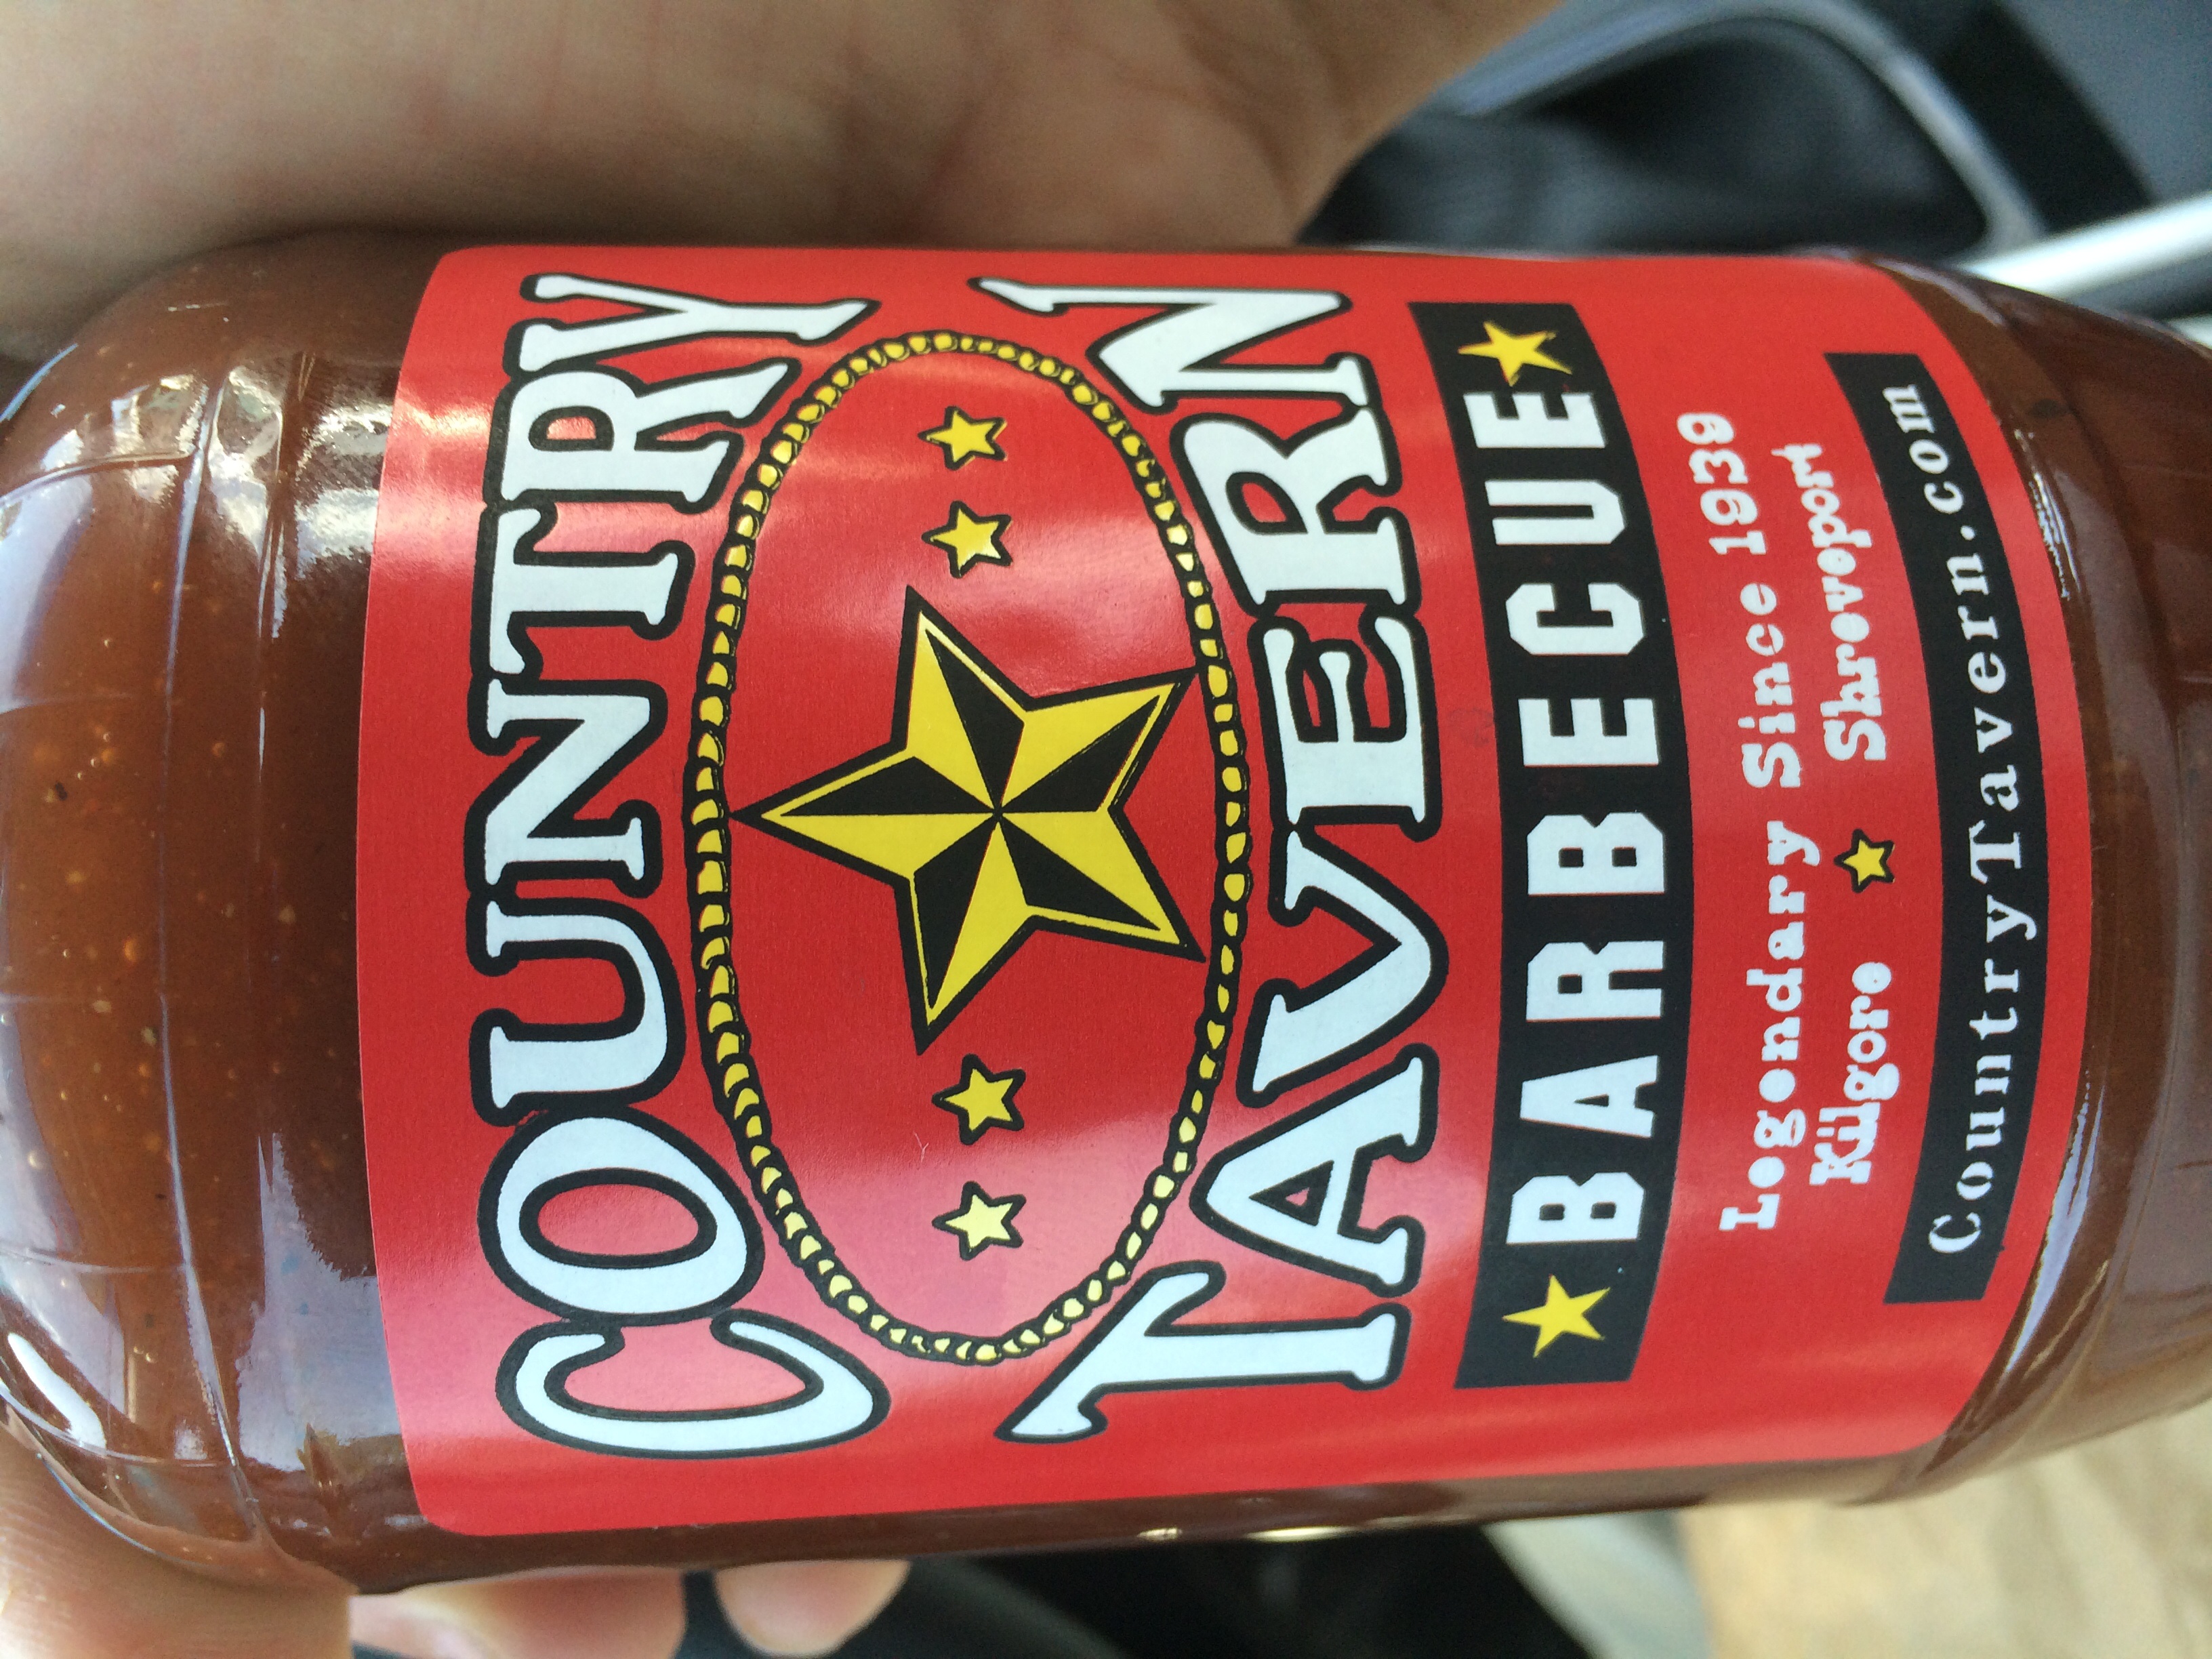 COUNTRY
TAVERN
BARBECUE
Legendary Since 1939
Kilgore Shreveport
CountryTavern.com